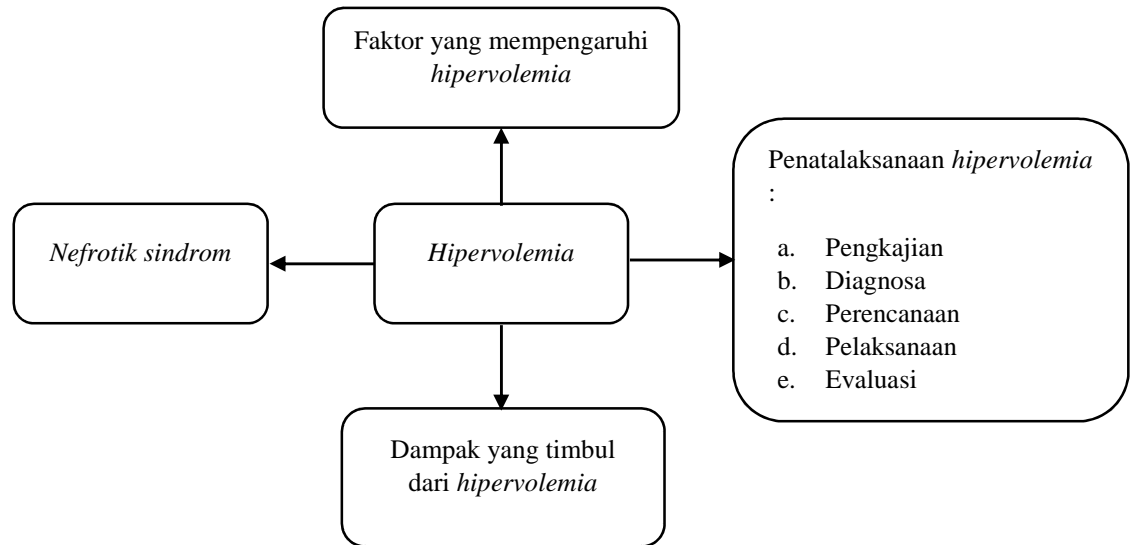 Faktor yang mempengaruhi
hipervolemia
Nefrotik sindrom
Hipervolemia
Penatalaksanaan hipervolemia
:
a. Pengkajian
b. Diagnosa
c. Perencanaan
d. Pelaksanaan
e. Evaluasi
Dampak yang timbul
dari hipervolemia